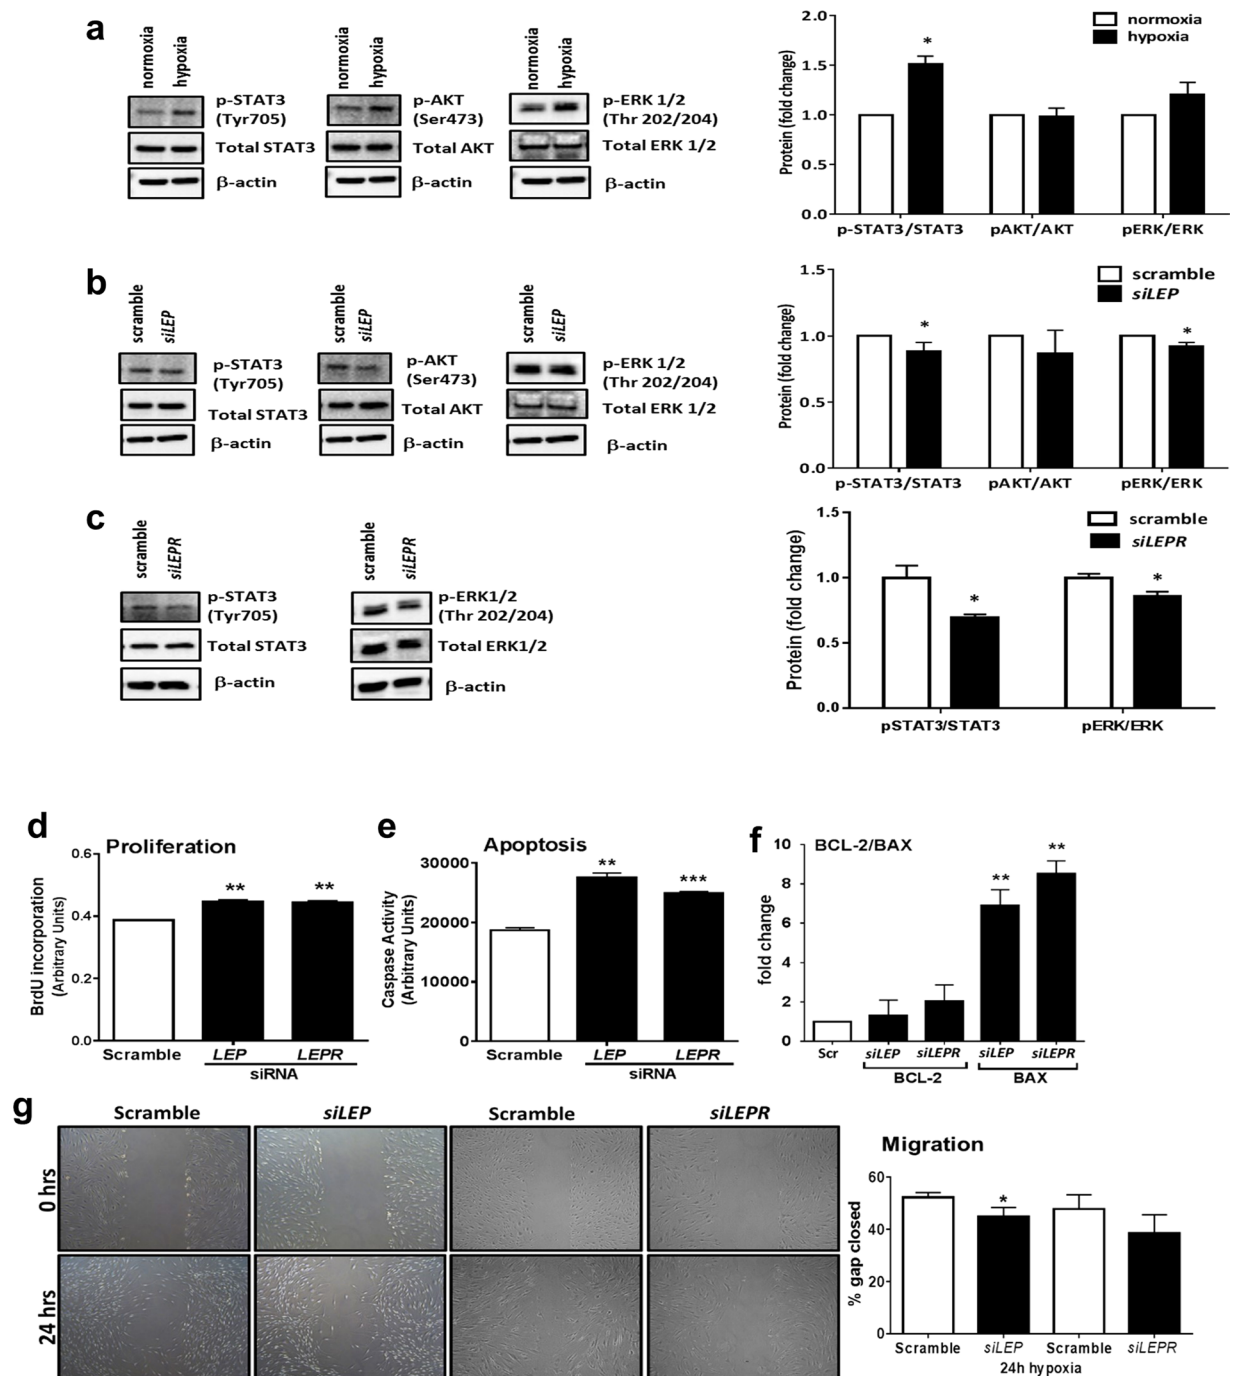 a
normoxia
hypoxia
normoxia
hypoxia
normoxia
hypoxia
p-STAT3
(Tyr705)
p-AKT
(Ser473)
p-ERK 1/2
(Thr 202/204)
Total STAT3
Total AKT
Total ERK 1/2
β-actin
β-actin
β-actin
Protein (fold change)
2.0
1.5
1.0
0.5
0.0
*
normoxia
hypoxia
p-STAT3/STAT3
pAKT/AKT
pERK/ERK
b
scramble
siLEP
scramble
siLEP
scramble
siLEP
p-STAT3
(Tyr705)
p-AKT
(Ser473)
p-ERK 1/2
(Thr 202/204)
Total STAT3
Total AKT
Total ERK 1/2
β-actin
β-actin
β-actin
Protein (fold change)
1.5
1.0
0.5
0.0
*
*
scramble
siLEP
p-STAT3/STAT3
pAKT/AKT
pERK/ERK
c
scramble
siLEPR
scramble
siLEPR
p-STAT3
(Tyr705)
p-ERK1/2
(Thr 202/204)
Total STAT3
Total ERK1/2
β-actin
β-actin
Protein (fold change)
1.5
1.0
0.5
0.0
*
*
scramble
siLEPR
pSTAT3/STAT3
pERK/ERK
d
Proliferation
BrdU incorporation
(Arbitrary Units)
0.6
0.4
0.2
0.0
**
**
Scramble
LEP
LEPR
siRNA
e
Apoptosis
Caspase Activity
(Arbitrary Units)
30000
20000
10000
0
**
***
Scramble
LEP
LEPR
siRNA
f
BCL-2/BAX
fold change
10
8
6
4
2
0
**
**
Scr
siLEP
siLEPR
siLEP
siLEPR
BCL-2
BAX
g
Scramble
siLEP
Scramble
siLEPR
0 hrs
24 hrs
Migration
% gap closed
60
40
20
0
*
Scramble
siLEP
Scramble
siLEPR
24h hypoxia